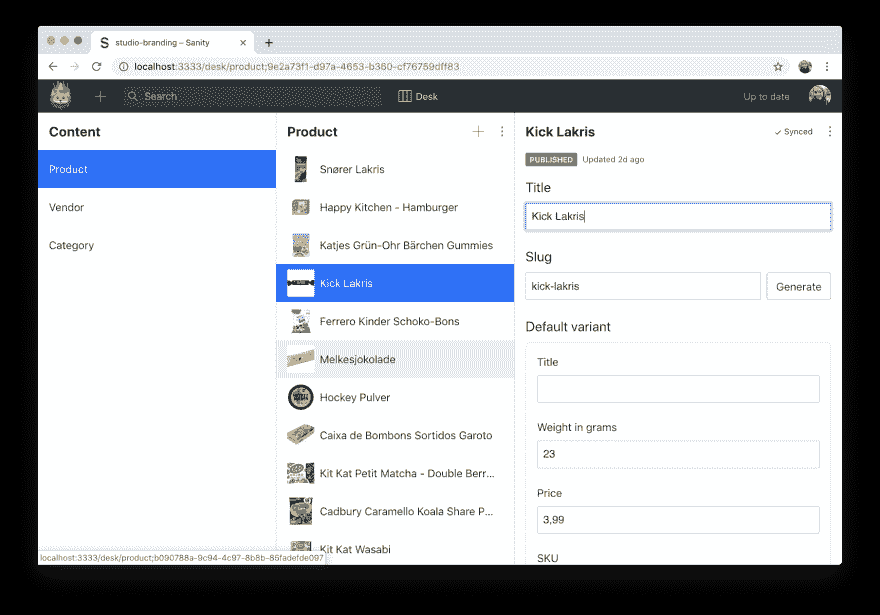 S studio-branding – Sanity
localhost:3333/desk/product;9e2a73f1-d97a-4653-b360-cf76759dff83
Search
Desk
Up to date
Content
Product
Vendor
Category
Product
Snører Lakris
Happy Kitchen - Hamburger
Katjes Grün-Ohr Bärchen Gummies
Kick Lakris
Ferrero Kinder Schoko-Bons
Melkesjokolade
Hockey Pulver
Caixa de Bombons Sortidos Garoto
Kit Kat Petit Matcha - Double Berr...
Cadbury Caramello Koala Share P...
Kit Kat Wasabi
Kick Lakris
Synced
PUBLISHED Updated 2d ago
Title
Kick Lakris
Slug
kick-lakris
Generate
Default variant
Title
Weight in grams
23
Price
3,99
SKU
localhost:3333/desk/product;b090788a-9c94-4c97-8b8b-85fadefde097